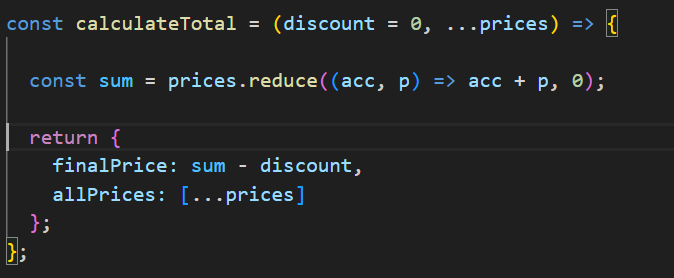 const calculateTotal = (discount = 0, ...prices) => {
const sum = prices.reduce((acc, p) => acc + p, 0);
return {
finalPrice: sum - discount,
allPrices: [...prices]
};
};